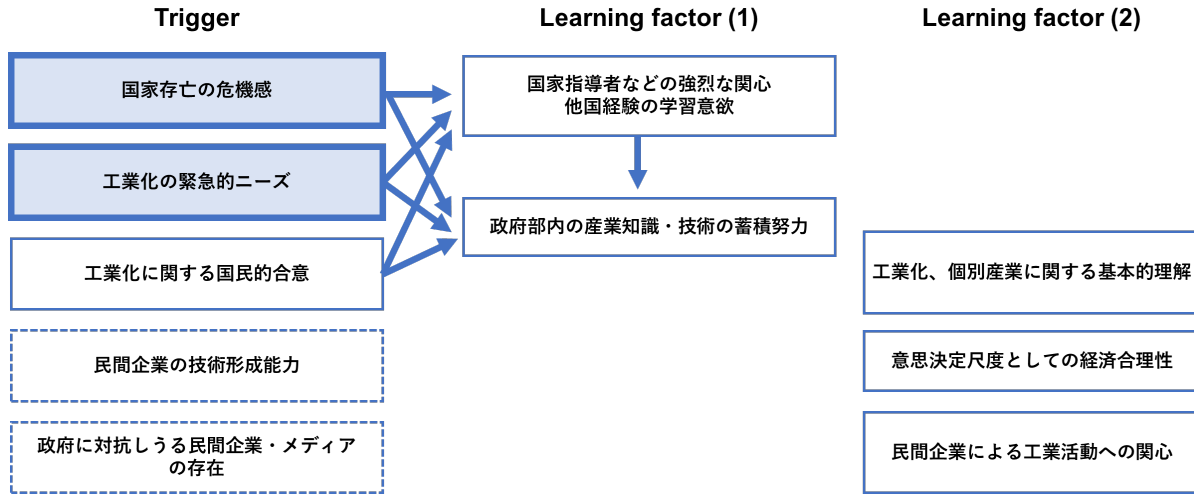 Trigger
Learning factor (1)
Learning factor (2)
国家存亡の危機感
工業化の緊急的ニーズ
工業化に関する国民的合意
民間企業の技術形成能力
政府に対抗しうる民間企業・メディア
の存在
国家指導者などの強烈な関心
他国経験の学習意欲
政府部内の産業知識・技術の蓄積努力
工業化、個別産業に関する基本的理解
意思決定尺度としての経済合理性
民間企業による工業活動への関心